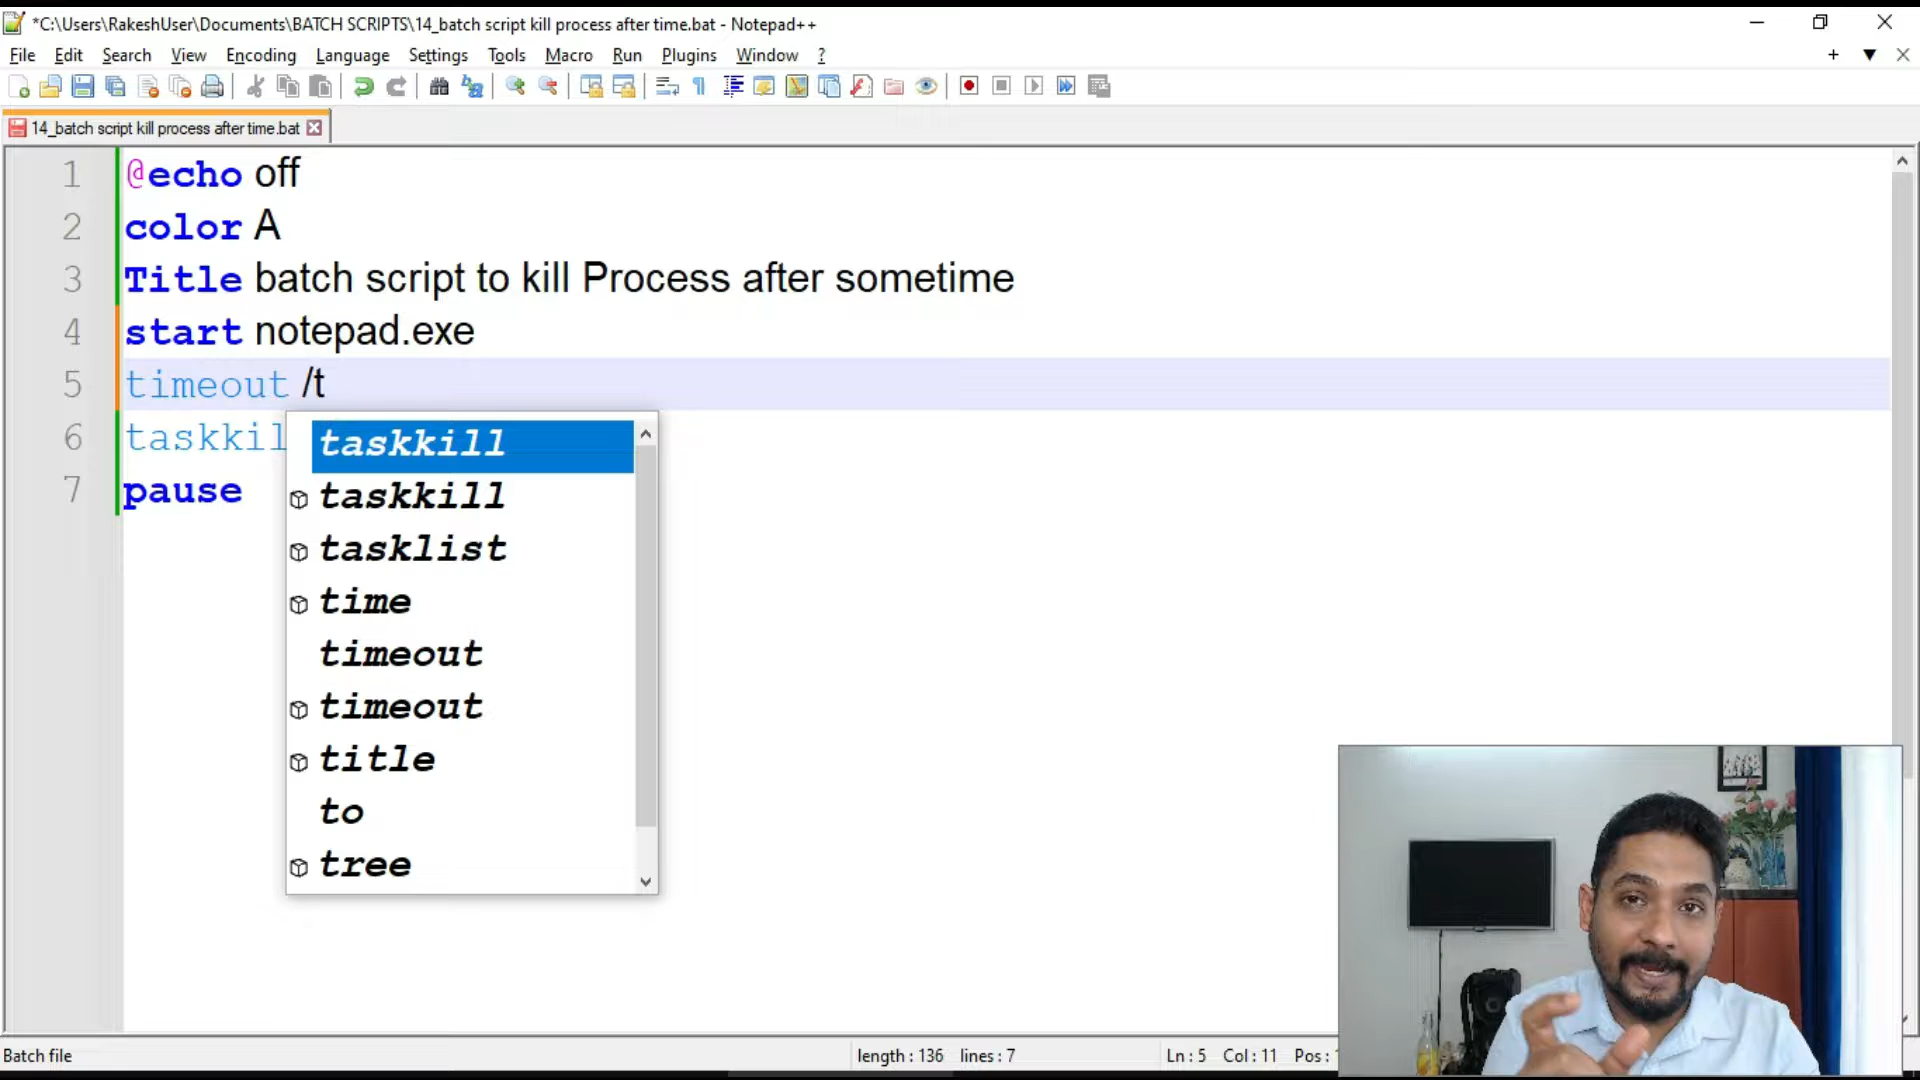 *C:\Users\RakeshUser\Documents\BATCH SCRIPTS\14_batch script kill process after time.bat - Notepad++
File Edit Search View Encoding Language Settings Tools Macro Run Plugins Window ?
14_batch script kill process after time.bat
1 @echo off
2 color A
3 Title batch script to kill Process after sometime
4 start notepad.exe
5 timeout /t
6 taskkil
7 pause
taskkill
taskkill
tasklist
time
timeout
timeout
title
to
tree
Batch file length : 136 lines : 7 Ln : 5 Col : 11 Pos :